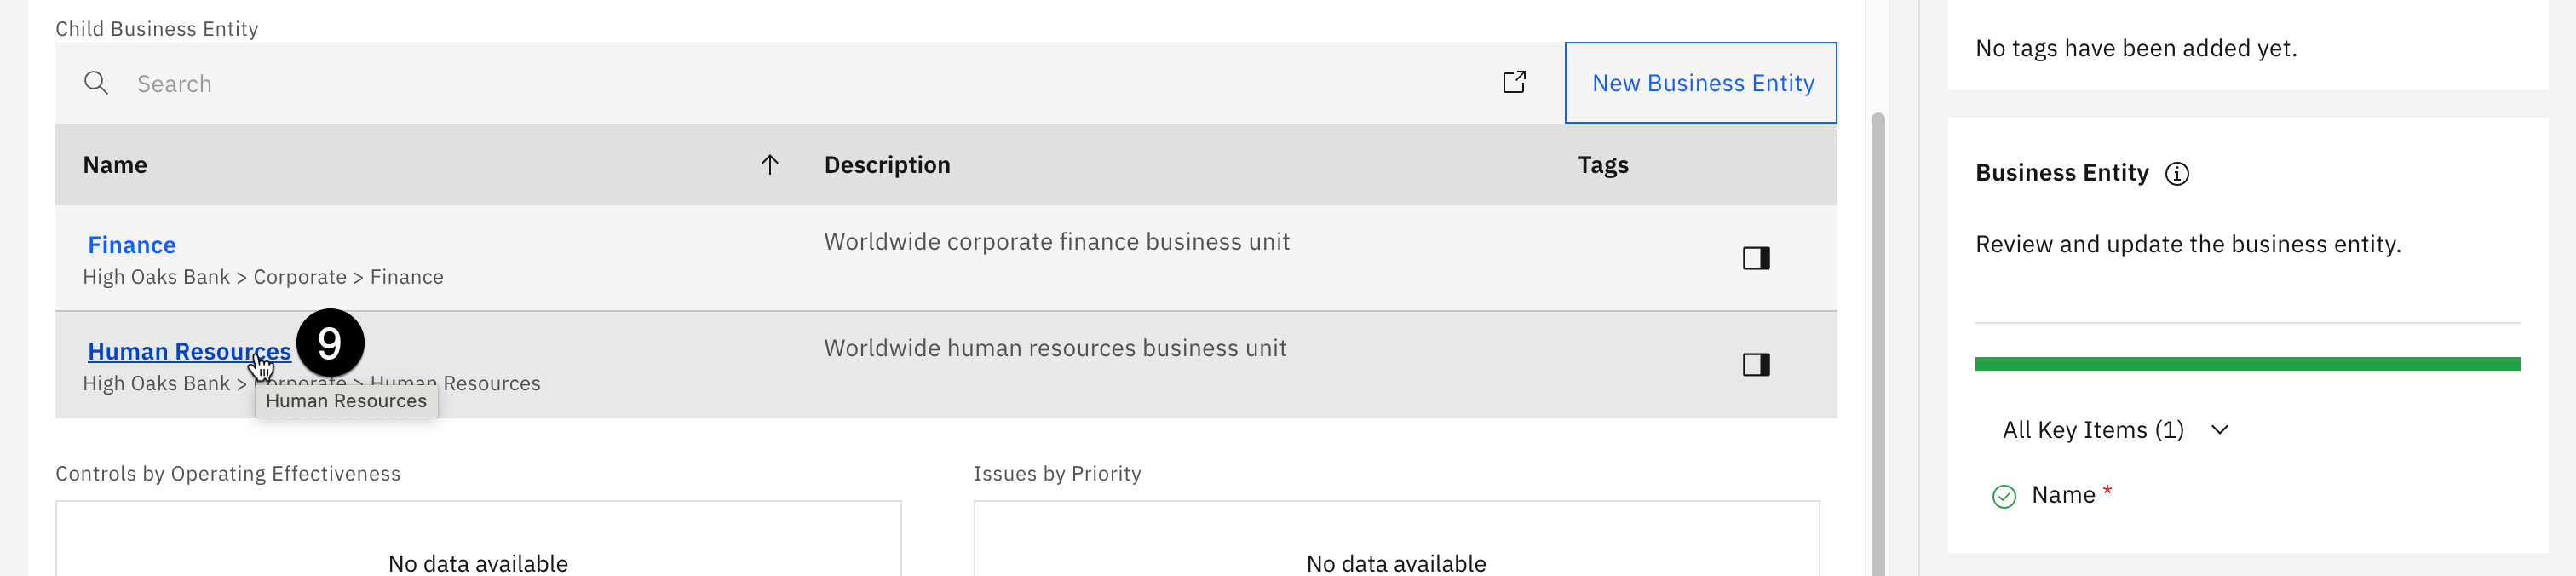 Child Business Entity
Search
New Business Entity
Name
Description
Tags
Finance
Worldwide corporate finance business unit
High Oaks Bank > Corporate > Finance
Human Resources
9
Worldwide human resources business unit
High Oaks Bank > Corporate > Human Resources
Human Resources
Controls by Operating Effectiveness
Issues by Priority
No data available
No data available
No tags have been added yet.
Business Entity
Review and update the business entity.
All Key Items (1)
Name *